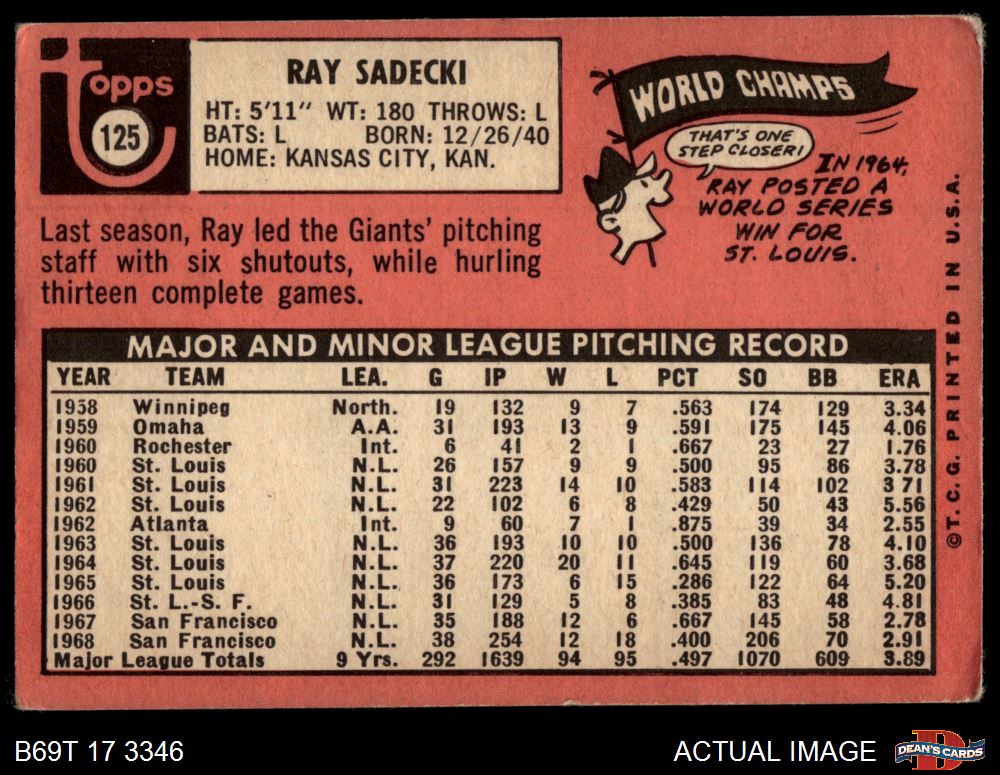 Topps
125
RAY SADECKI
HT: 5'11" WT: 180 THROWS: L
BATS: L BORN: 12/26/40
HOME: KANSAS CITY, KAN.
Last season, Ray led the Giants' pitching
staff with six shutouts, while hurling
thirteen complete games.
WORLD CHAMPS
THAT'S ONE
STEP CLOSER!
IN 1964,
RAY POSTED A
WORLD SERIES
WIN FOR
ST. LOUIS.
MAJOR AND MINOR LEAGUE PITCHING RECORD
YEAR TEAM LEA. G IP W L PCT SO BB ERA
1958 Winnipeg North. 19 132 9 7 .563 174 129 3.34
1959 Omaha A.A. 31 193 13 9 .591 175 145 4.06
1960 Rochester Int. 6 41 2 1 .667 23 27 1.76
1960 St. Louis N.L. 26 157 9 9 .500 95 86 3.78
1961 St. Louis N.L. 31 223 14 10 .583 114 102 3.71
1962 St. Louis N.L. 22 102 6 8 .429 50 43 5.56
1962 Atlanta Int. 9 60 7 1 .875 39 34 2.55
1963 St. Louis N.L. 36 193 10 10 .500 136 78 4.10
1964 St. Louis N.L. 37 220 20 11 .645 119 60 3.68
1965 St. Louis N.L. 36 173 6 15 .286 122 64 5.20
1966 St. L.-S. F. N.L. 31 129 5 8 .385 83 48 4.81
1967 San Francisco N.L. 35 188 12 6 .667 145 58 2.78
1968 San Francisco N.L. 38 254 12 18 .400 206 70 2.91
Major League Totals 9 Yrs. 292 1639 94 95 .497 1070 609 3.89
©T.C.G. PRINTED IN U.S.A.
B69T 17 3346
ACTUAL IMAGE
DEAN'S CARDS